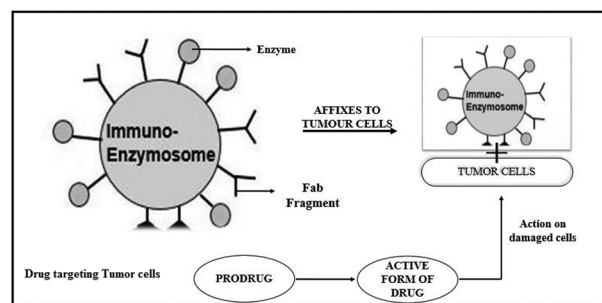 Enzyme
Immuno-
Enzymosome
Fab
Fragment
AFFIXES TO
TUMOUR CELLS
Immuno-
Enzymosome
TUMOR CELLS
Action on
damaged cells
Drug targeting Tumor cells
PRODRUG
ACTIVE
FORM OF
DRUG